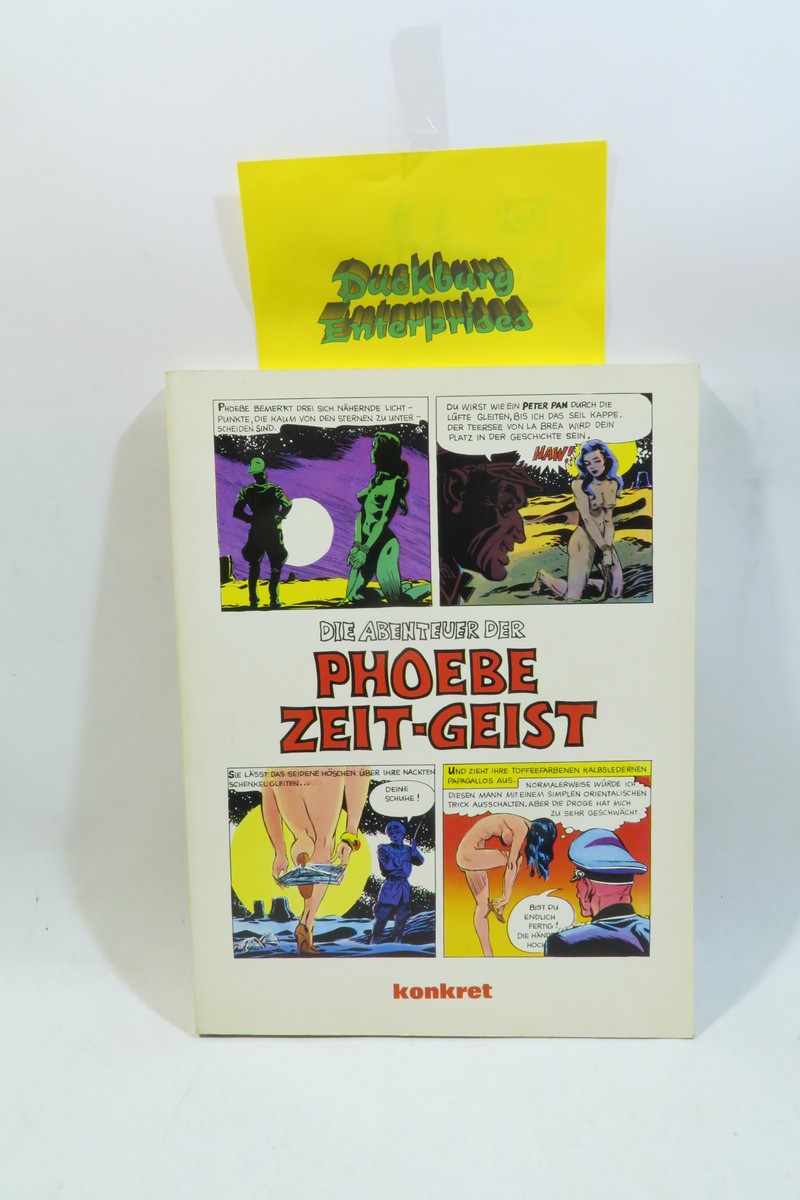 Duckburg
Enterprises
PHOEBE BEMERKT DREI SICH NÄHERNDE LICHT-
PUNKTE, DIE KAUM VON DEN STERNEN ZU UNTER-
SCHEIDEN SIND.
DU WIRST WIE EIN PETER PAN DURCH DIE
LÜFTE GLEITEN, BIS ICH DAS SEIL KAPPE.
DER TEERSEE VON LA BREA WIRD DEIN
PLATZ IN DER GESCHICHTE SEIN.
HAW!
DIE ABENTEUER DER
PHOEBE
ZEIT-GEIST
SIE LÄSST DAS SEIDENE HÖSCHEN ÜBER IHRE NACKTEN
SCHENKEL GLEITEN...
DEINE
SCHUHE!
UND ZIEHT IHRE TOFFEEFARBENEN KALBSLEDERNEN
PAPAGALLOS AUS.
NORMALERWEISE WÜRDE ICH
DIESEN MANN MIT EINEM SIMPLEN ORIENTALISCHEN
TRICK AUSSCHALTEN. ABER DIE DROGE HAT MICH
ZU SEHR GESCHWÄCHT.
BIST DU
ENDLICH
FERTIG!
DIE HÄND
HOCH
konkret